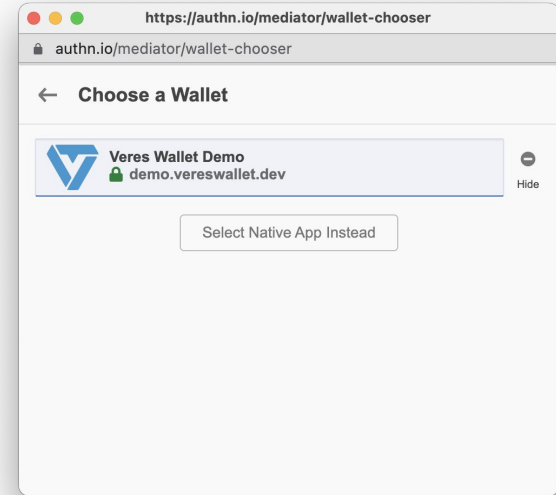 https://authn.io/mediator/wallet-chooser
authn.io/mediator/wallet-chooser
Choose a Wallet
Veres Wallet Demo
demo.vereswallet.dev
Hide
Select Native App Instead